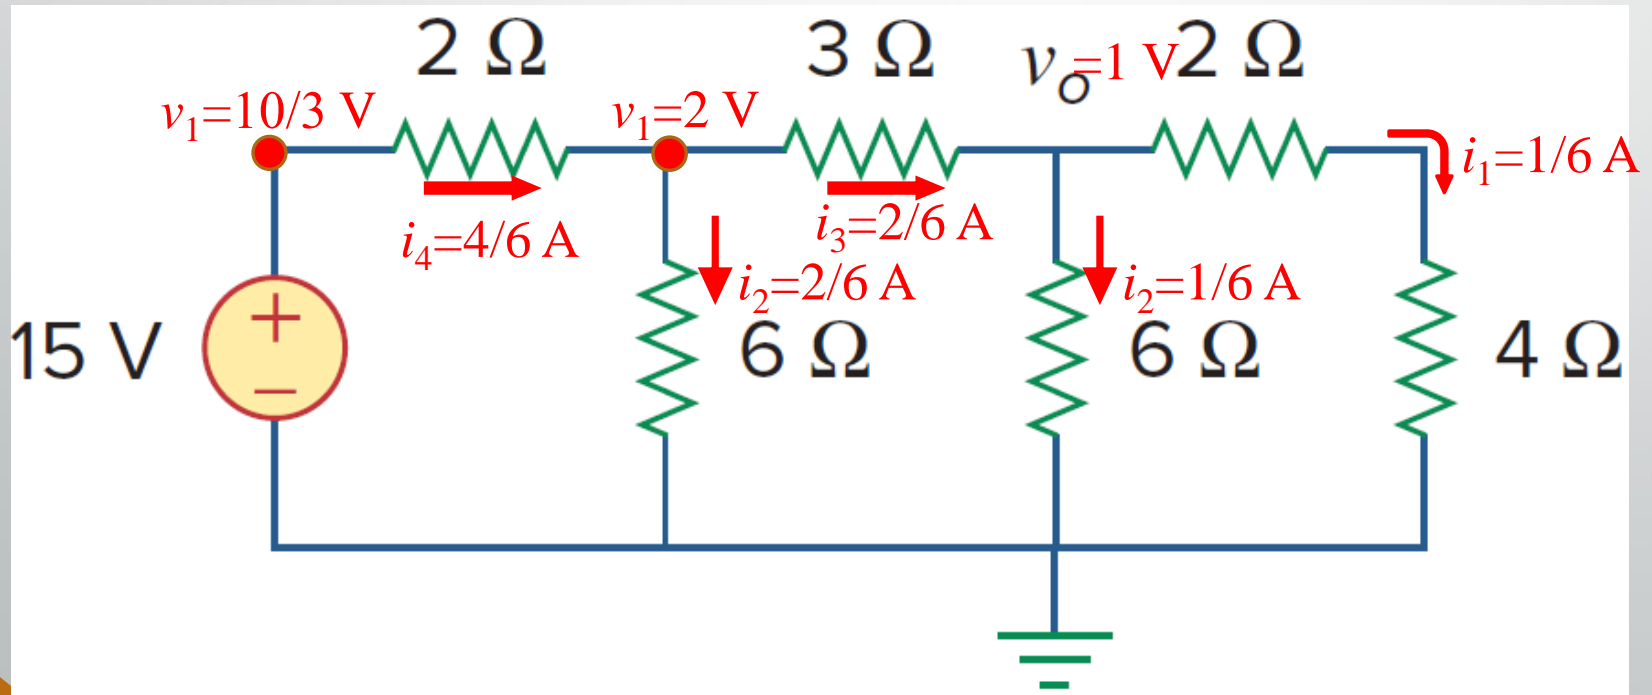 2 Ω
3 Ω
vo=1 V
2 Ω
v1=10/3 V
v1=2 V
i1=1/6 A
i4=4/6 A
i3=2/6 A
i2=2/6 A
i2=1/6 A
15 V
+
−
6 Ω
6 Ω
4 Ω